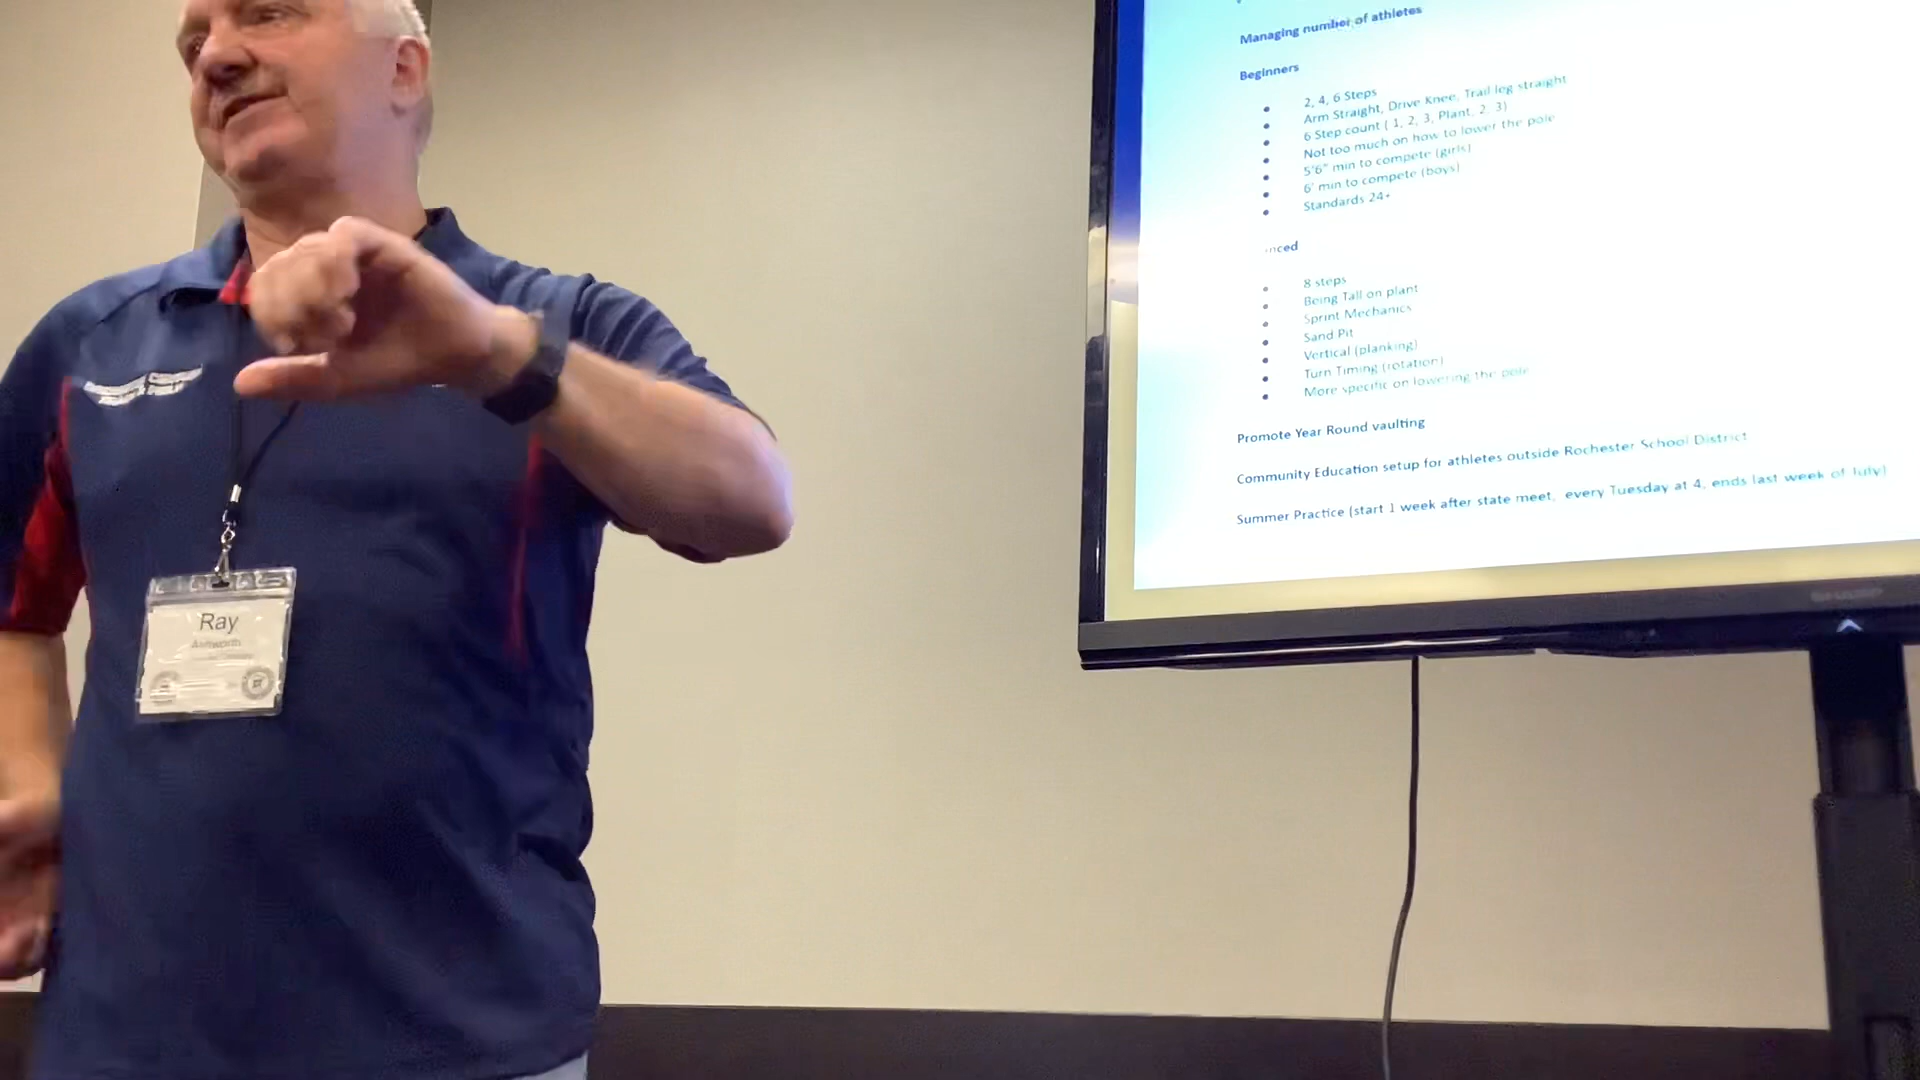 Managing number of athletes
Beginners
2, 4, 6 Steps
Arm Straight, Drive Knee, Trail leg straight
6 Step count ( 1, 2, 3, Plant, 2, 3)
Not too much on how to lower the pole
5'6" min to compete (girls)
6' min to compete (boys)
Standards 24+
nced
8 steps
Being Tall on plant
Sprint Mechanics
Sand Pit
Vertical (planking)
Turn Timing (rotation)
More specific on lowering the pole
Promote Year Round vaulting
Community Education setup for athletes outside Rochester School District
Summer Practice (start 1 week after state meet, every Tuesday at 4, ends last week of July)
SHARP
Ray